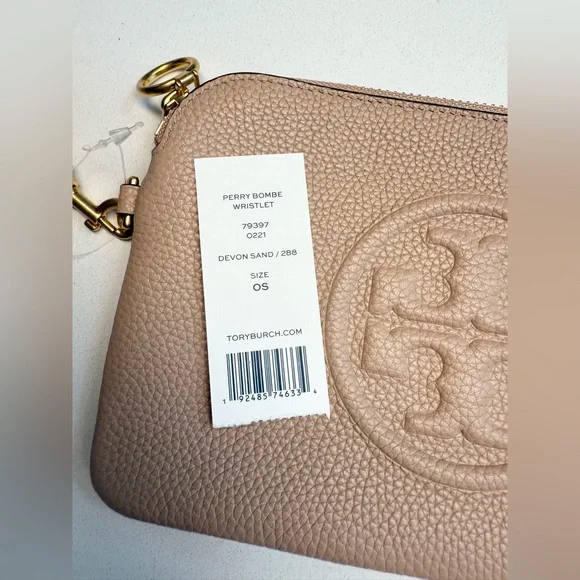 PERRY BOMBE
WRISTLET
79397
0221
DEVON SAND / 288
SIZE
OS
TORYBURCH.COM
1 92485 74633 4